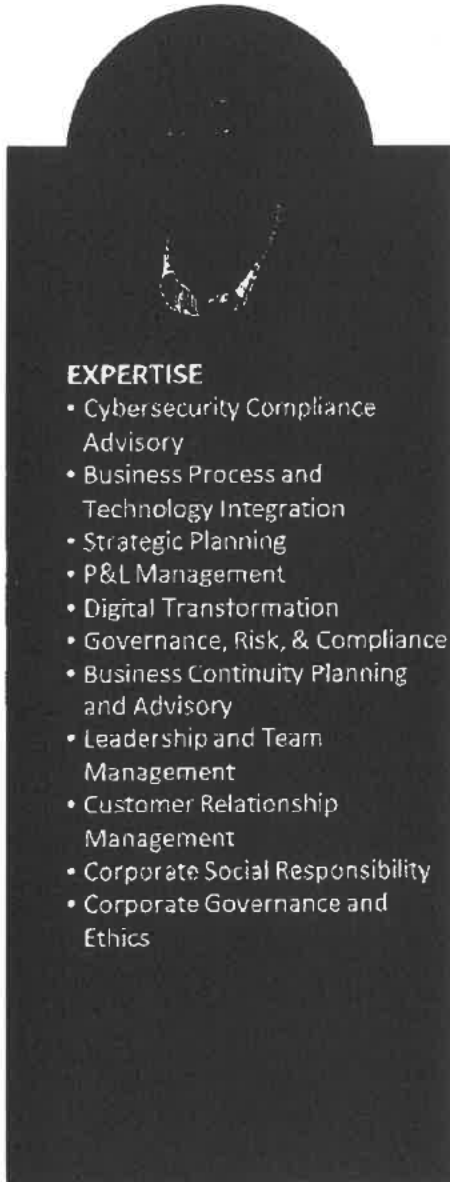 EXPERTISE
• Cybersecurity Compliance
Advisory
• Business Process and
Technology Integration
• Strategic Planning
• P&L Management
• Digital Transformation
• Governance, Risk, & Compliance
• Business Continuity Planning
and Advisory
• Leadership and Team
Management
• Customer Relationship
Management
• Corporate Social Responsibility
• Corporate Governance and
Ethics